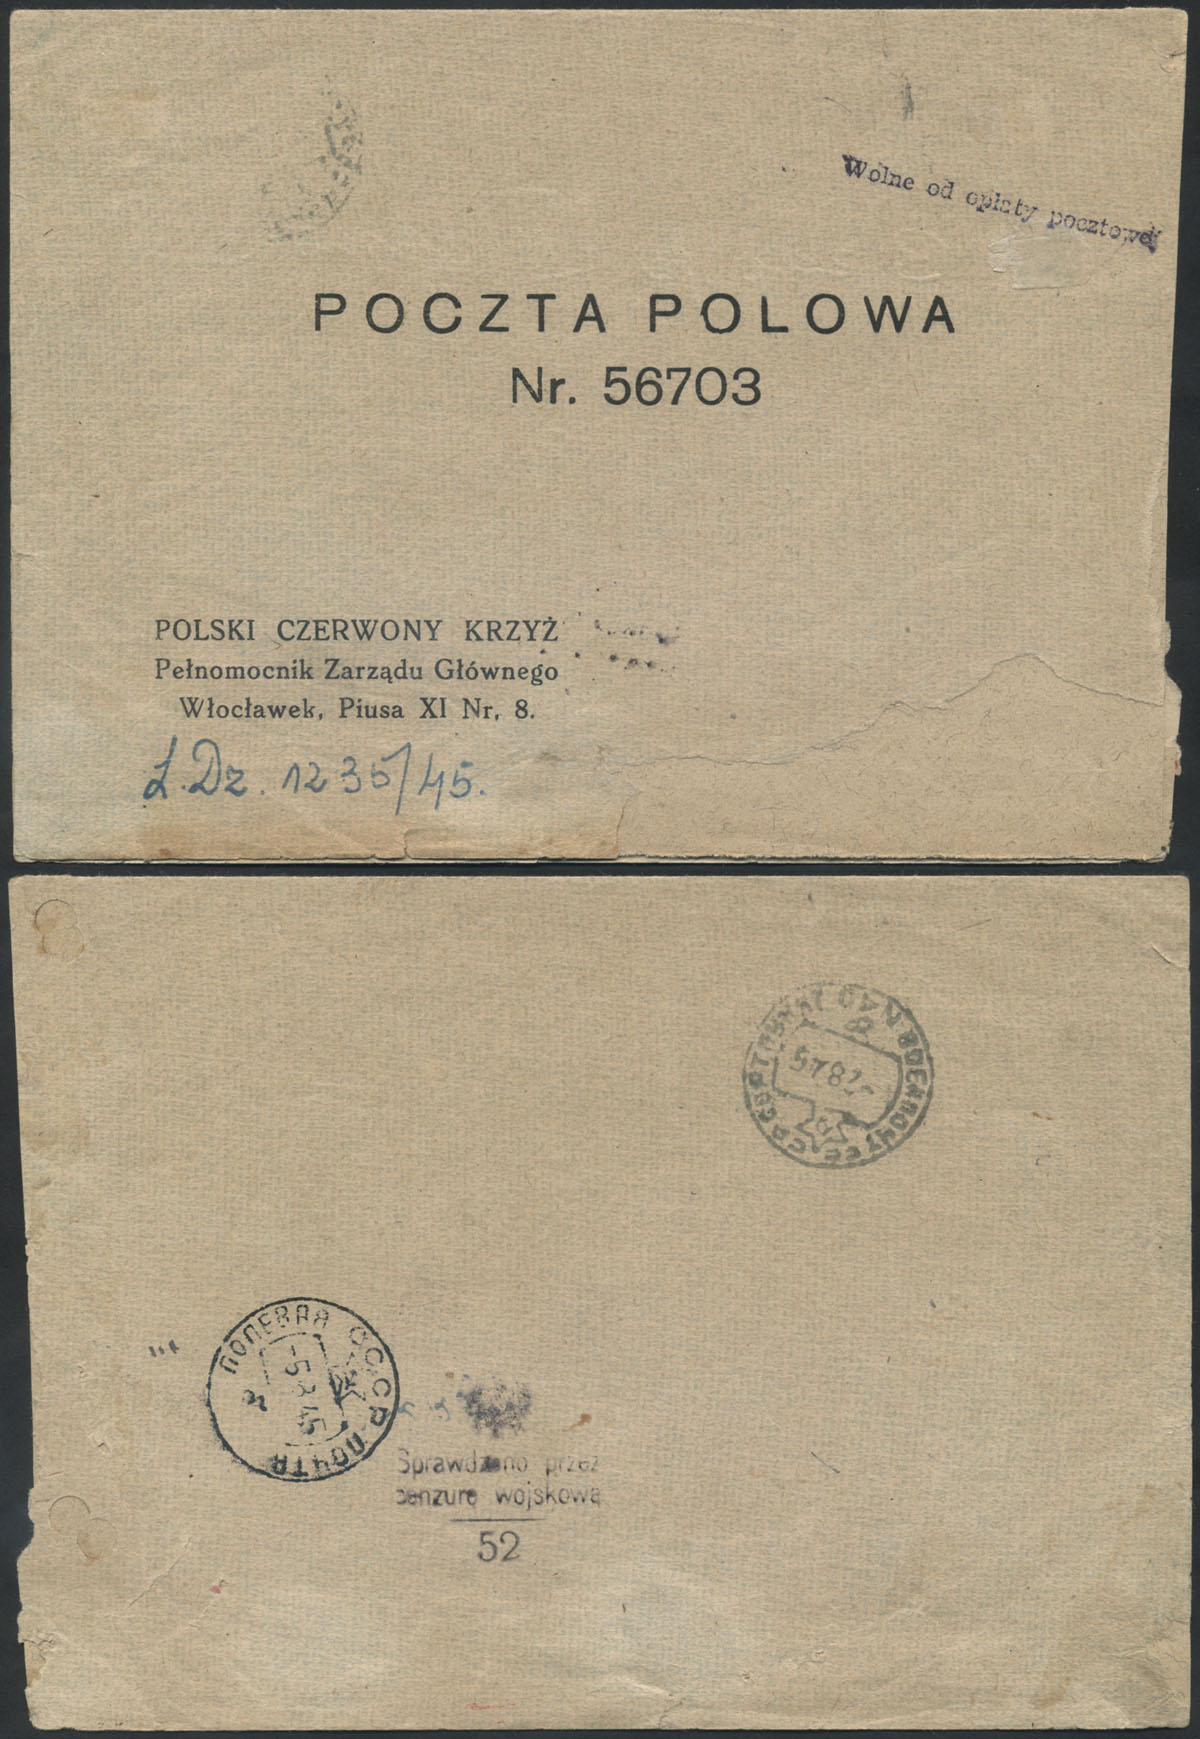 Wolne od opłaty pocztowej
POCZTA POLOWA
Nr. 56703
POLSKI CZERWONY KRZYŻ
Pełnomocnik Zarządu Głównego
Włocławek, Piusa XI Nr, 8.
L.Dz. 1235/45.
ПОЛЕВАЯ СССР ПОЧТА
Sprawdzono przez
cenzurę wojskową
52